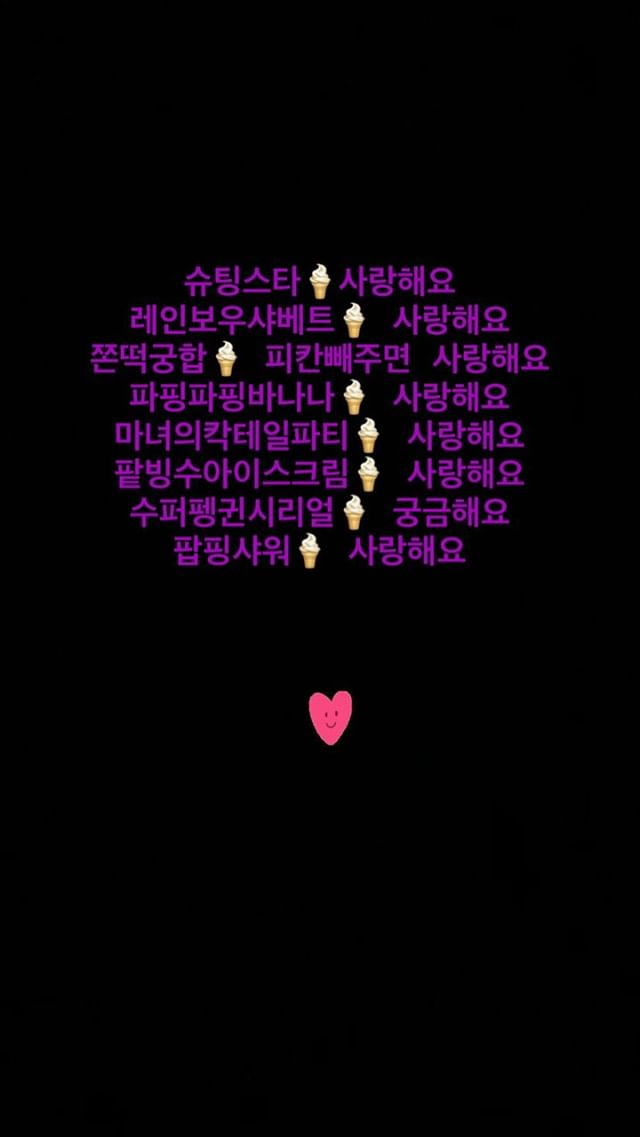 슈팅스타🍦사랑해요
레인보우샤베트🍦 사랑해요
쫀떡궁합🍦 피칸빼주면 사랑해요
파핑파핑바나나🍦 사랑해요
마녀의칵테일파티🍦 사랑해요
팥빙수아이스크림🍦 사랑해요
수퍼펭귄시리얼🍦 궁금해요
팝핑샤워🍦 사랑해요